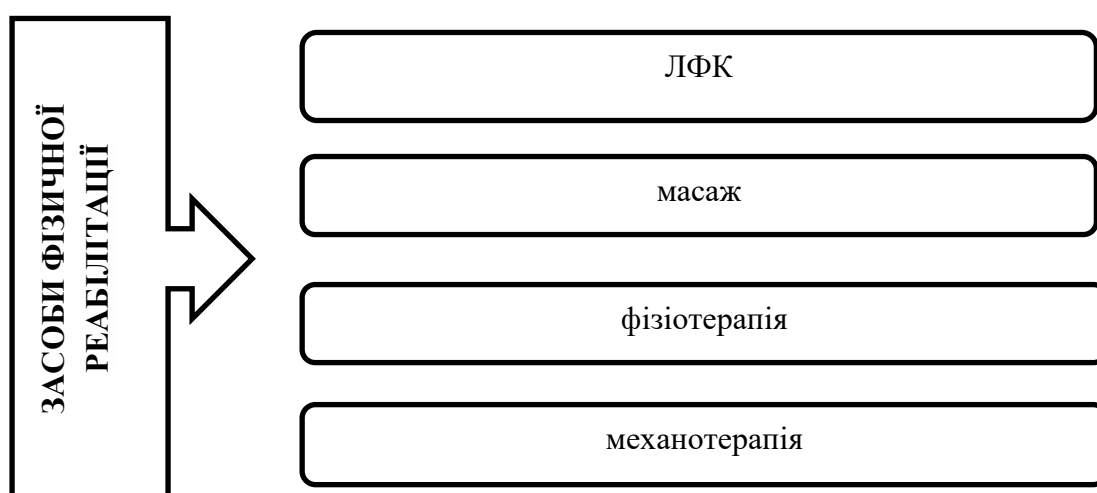 ЗАСОБИ ФІЗИЧНОЇ
РЕАБІЛІТАЦІЇ
ЛФК
масаж
фізіотерапія
механотерапія